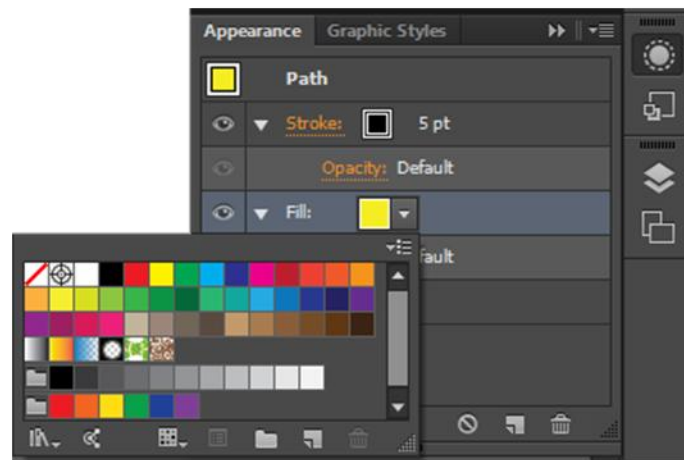 Appearance Graphic Styles
Path
Stroke: 5 pt
Opacity: Default
Fill:
fault